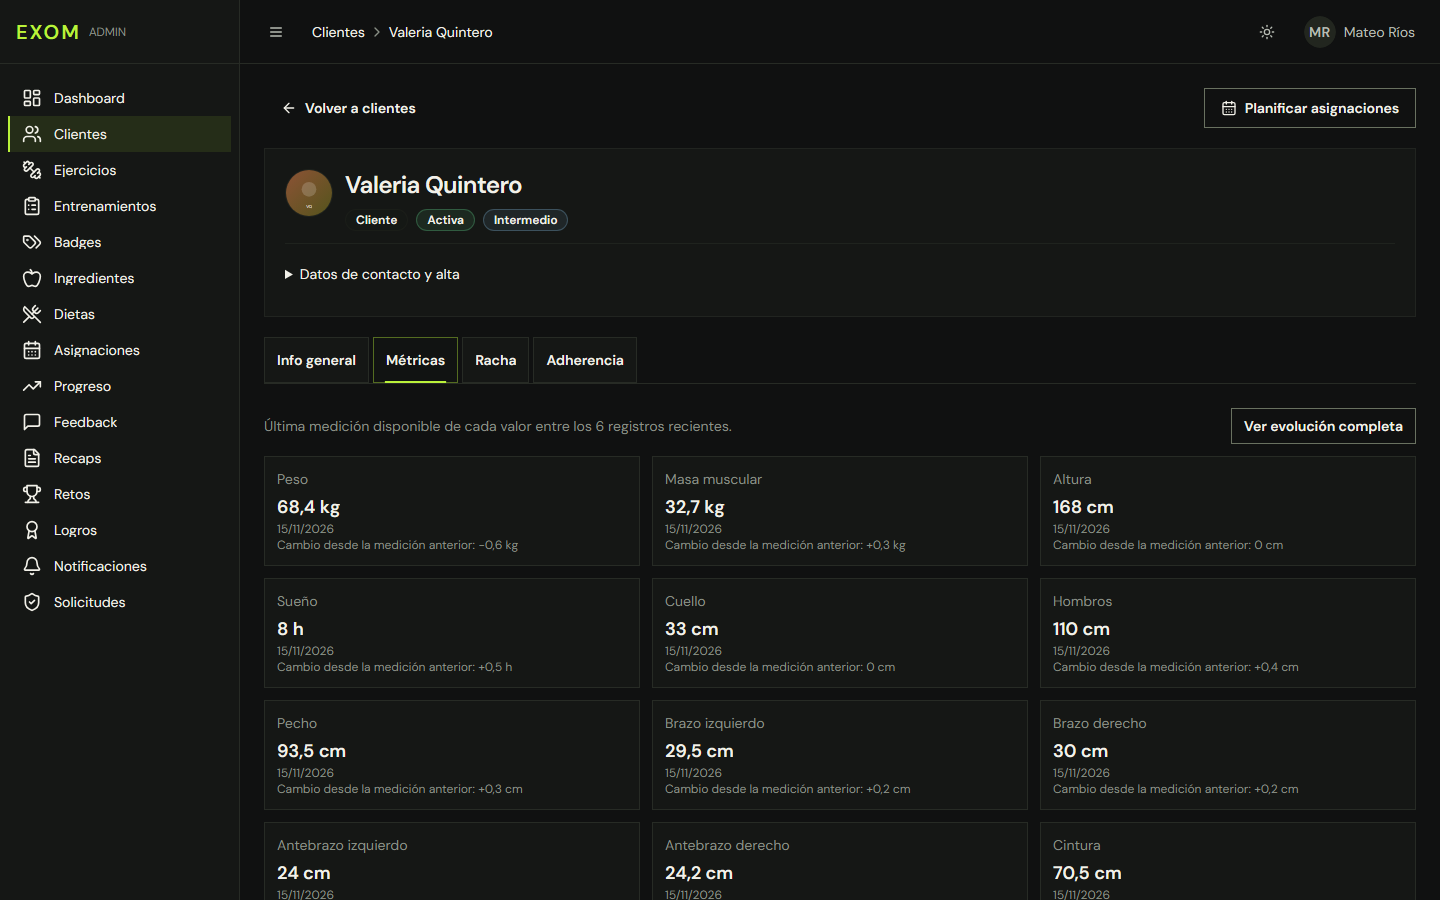 EXOM ADMIN
Clientes > Valeria Quintero
MR Mateo Ríos
Dashboard
Clientes
Ejercicios
Entrenamientos
Badges
Ingredientes
Dietas
Asignaciones
Progreso
Feedback
Recaps
Retos
Logros
Notificaciones
Solicitudes
Volver a clientes
Planificar asignaciones
Valeria Quintero
Cliente Activa Intermedio
Datos de contacto y alta
Info general Métricas Racha Adherencia
Última medición disponible de cada valor entre los 6 registros recientes.
Ver evolución completa
Peso
68,4 kg
15/11/2026
Cambio desde la medición anterior: -0,6 kg
Masa muscular
32,7 kg
15/11/2026
Cambio desde la medición anterior: +0,3 kg
Altura
168 cm
15/11/2026
Cambio desde la medición anterior: 0 cm
Sueño
8 h
15/11/2026
Cambio desde la medición anterior: +0,5 h
Cuello
33 cm
15/11/2026
Cambio desde la medición anterior: 0 cm
Hombros
110 cm
15/11/2026
Cambio desde la medición anterior: +0,4 cm
Pecho
93,5 cm
15/11/2026
Cambio desde la medición anterior: +0,3 cm
Brazo izquierdo
29,5 cm
15/11/2026
Cambio desde la medición anterior: +0,2 cm
Brazo derecho
30 cm
15/11/2026
Cambio desde la medición anterior: +0,2 cm
Antebrazo izquierdo
24 cm
15/11/2026
Antebrazo derecho
24,2 cm
15/11/2026
Cintura
70,5 cm
15/11/2026